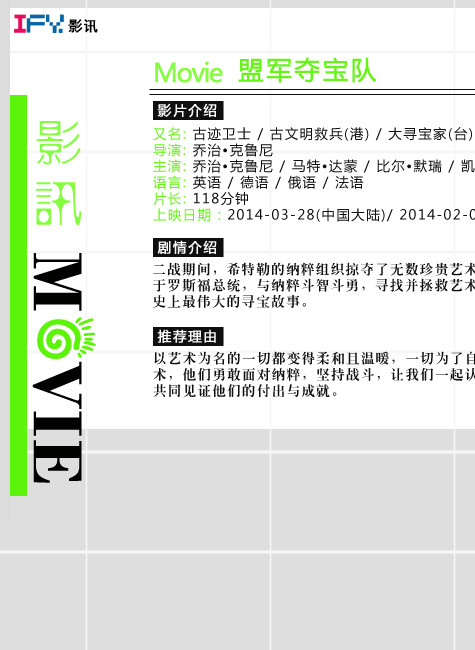 IFY. 影讯
Movie 盟军夺宝队
影片介绍
又名: 古迹卫士 / 古文明救兵(港) / 大寻宝家(台)
导演: 乔治•克鲁尼
主演: 乔治•克鲁尼 / 马特•达蒙 / 比尔•默瑞 / 凯
语言: 英语 / 德语 / 俄语 / 法语
片长: 118分钟
上映日期 : 2014-03-28(中国大陆)/ 2014-02-0
剧情介绍
二战期间，希特勒的纳粹组织掠夺了无数珍贵艺术
于罗斯福总统，与纳粹斗智斗勇，寻找并拯救艺术
史上最伟大的寻宝故事。
推荐理由
以艺术为名的一切都变得柔和且温暖，一切为了自
术，他们勇敢面对纳粹，坚持战斗，让我们一起认
共同见证他们的付出与成就。
影訊
MOVIE